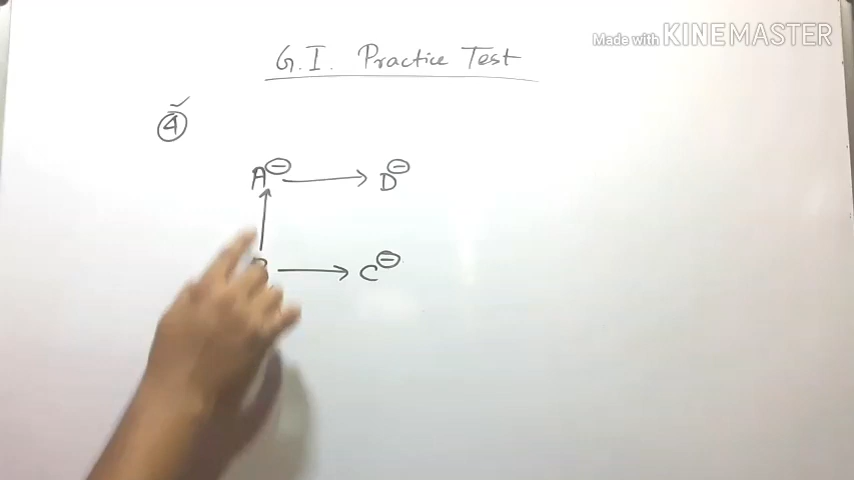 Made with KINEMASTER
G.I. Practice Test
④
A⊖ → D⊖
→ C⊖